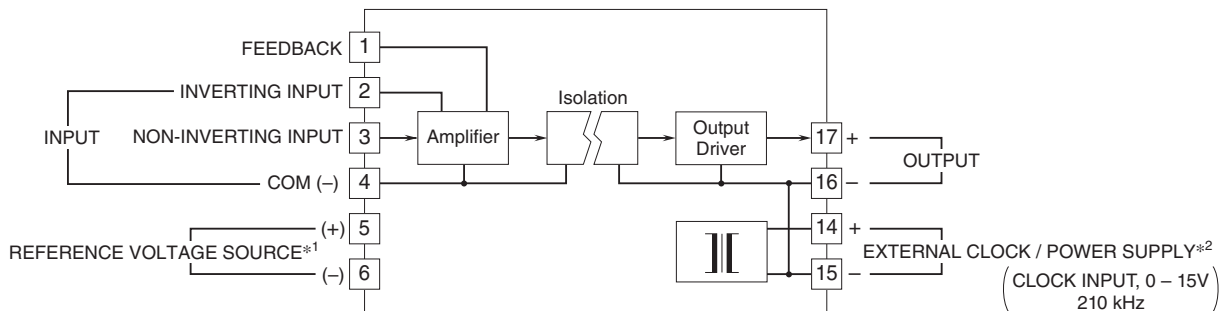 FEEDBACK 1
INVERTING INPUT 2
Isolation
INPUT
NON-INVERTING INPUT 3
Amplifier
Output
Driver
17 +
OUTPUT
COM (–) 4
16 –
(+) 5
REFERENCE VOLTAGE SOURCE*1
(–) 6
14 +
EXTERNAL CLOCK / POWER SUPPLY*2
15 –
(CLOCK INPUT, 0 – 15V
210 kHz)